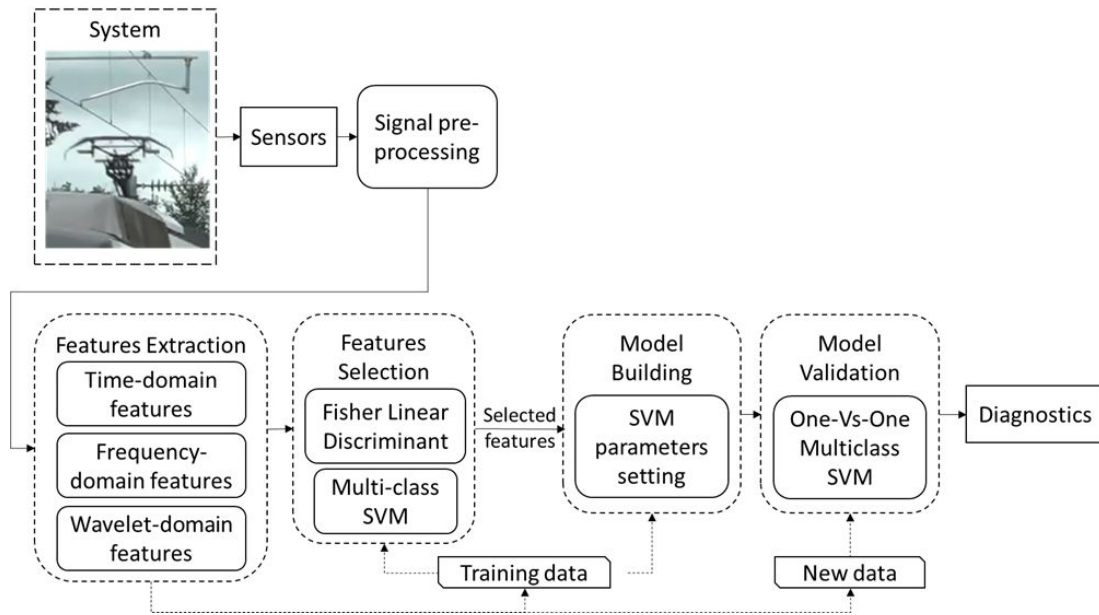 System
Sensors
Signal pre-
processing
Features Extraction
Time-domain
features
Frequency-
domain features
Wavelet-domain
features
Features
Selection
Fisher Linear
Discriminant
Multi-class
SVM
Selected
features
Model
Building
SVM
parameters
setting
Model
Validation
One-Vs-One
Multiclass
SVM
Diagnostics
Training data
New data